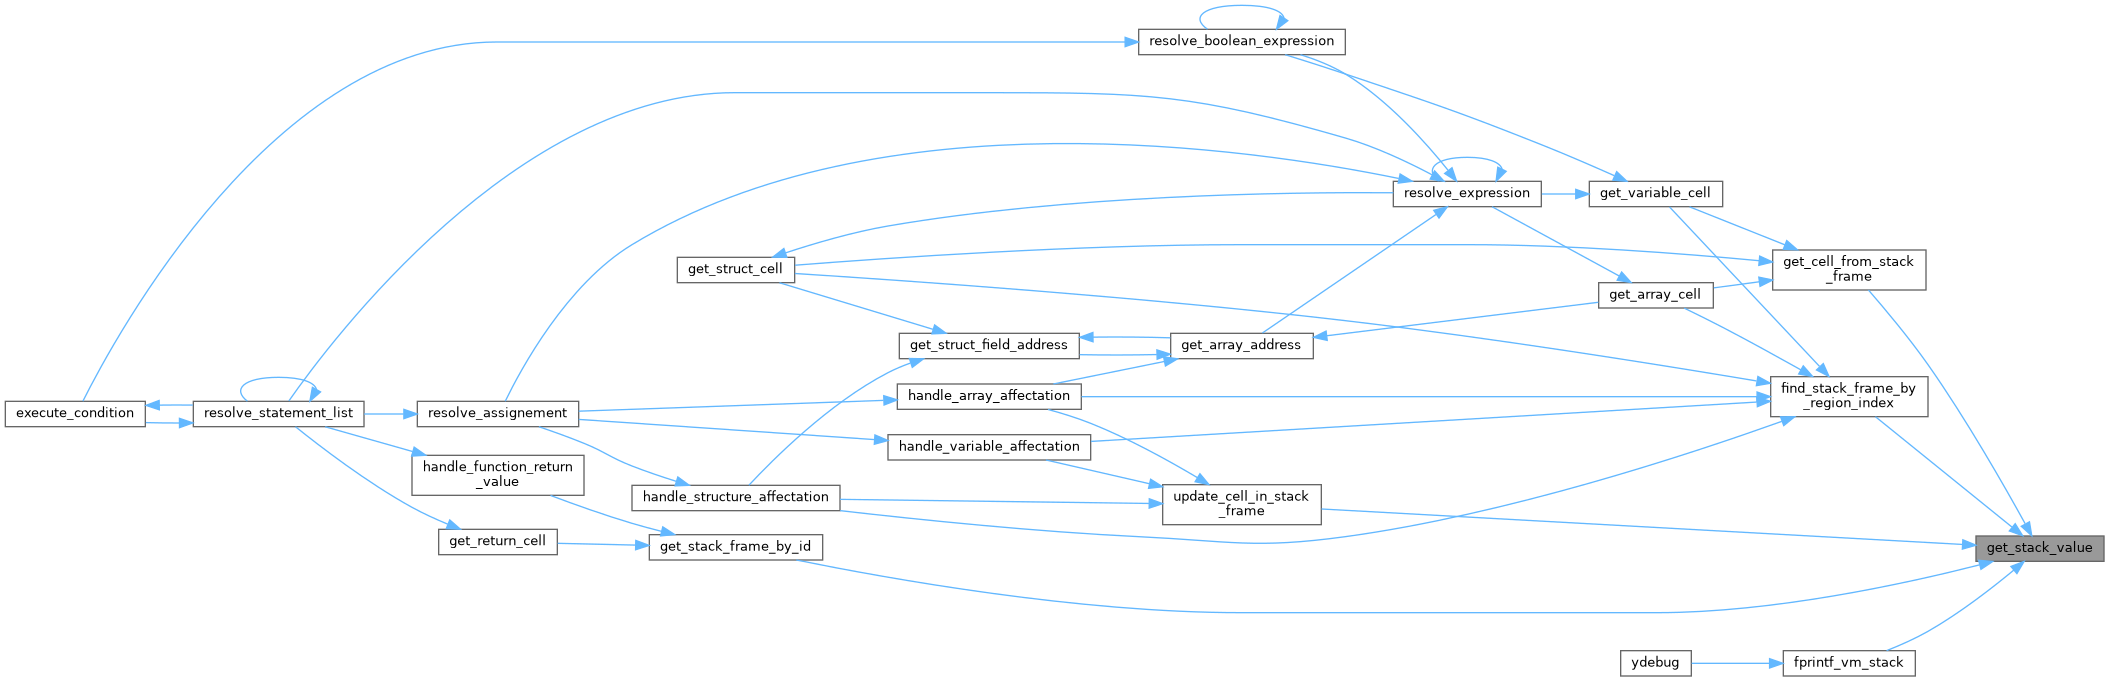 resolve_boolean_expression
resolve_expression
get_variable_cell
get_struct_cell
get_cell_from_stack
_frame
get_array_cell
get_struct_field_address
get_array_address
handle_array_affectation
find_stack_frame_by
_region_index
execute_condition
resolve_statement_list
resolve_assignement
handle_variable_affectation
handle_function_return
_value
handle_structure_affectation
update_cell_in_stack
_frame
get_return_cell
get_stack_frame_by_id
get_stack_value
ydebug
fprintf_vm_stack